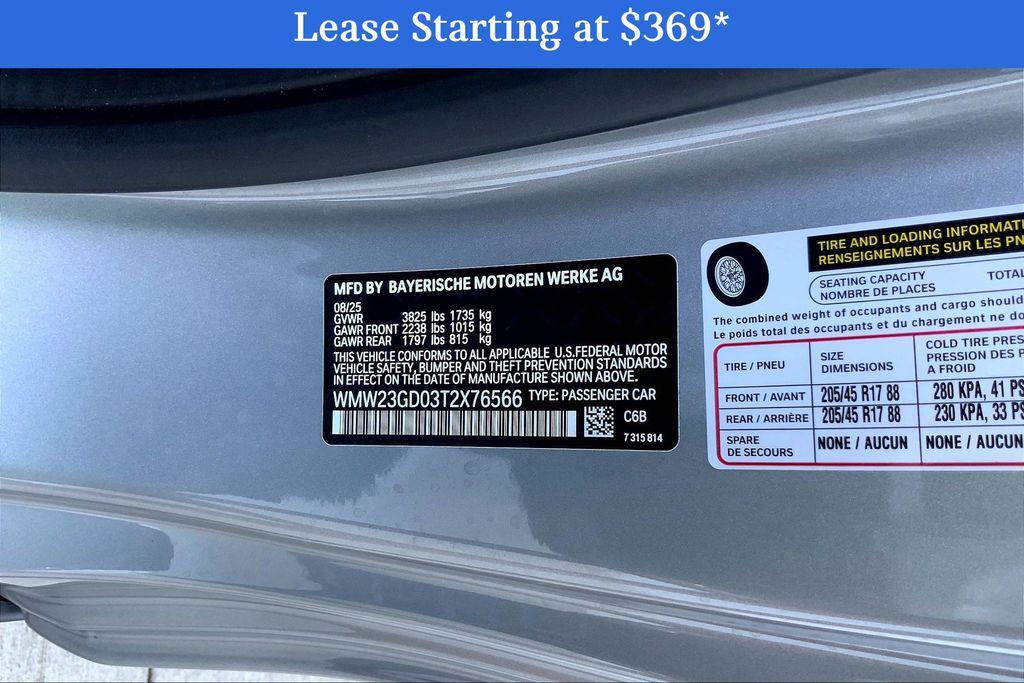 Lease Starting at $369*
MFD BY BAYERISCHE MOTOREN WERKE AG
08/25
GVWR 3825 lbs 1735 kg
GAWR FRONT 2238 lbs 1015 kg
GAWR REAR 1797 lbs 815 kg
THIS VEHICLE CONFORMS TO ALL APPLICABLE U.S.FEDERAL MOTOR
VEHICLE SAFETY, BUMPER AND THEFT PREVENTION STANDARDS
IN EFFECT ON THE DATE OF MANUFACTURE SHOWN ABOVE.
WMW23GD03T2X76566 TYPE: PASSENGER CAR
C6B
7 315 814
TIRE AND LOADING INFORMATI
RENSEIGNEMENTS SUR LES PN
SEATING CAPACITY TOTAL
NOMBRE DE PLACES
The combined weight of occupants and cargo should
Le poids total des occupants et du chargement ne do
TIRE / PNEU
SIZE
DIMENSIONS
COLD TIRE PRES
PRESSION DES P
A FROID
FRONT / AVANT 205/45 R17 88 280 KPA, 41 PS
REAR / ARRIÈRE 205/45 R17 88 230 KPA, 33 PS
SPARE
DE SECOURS
NONE / AUCUN NONE / AUCUN